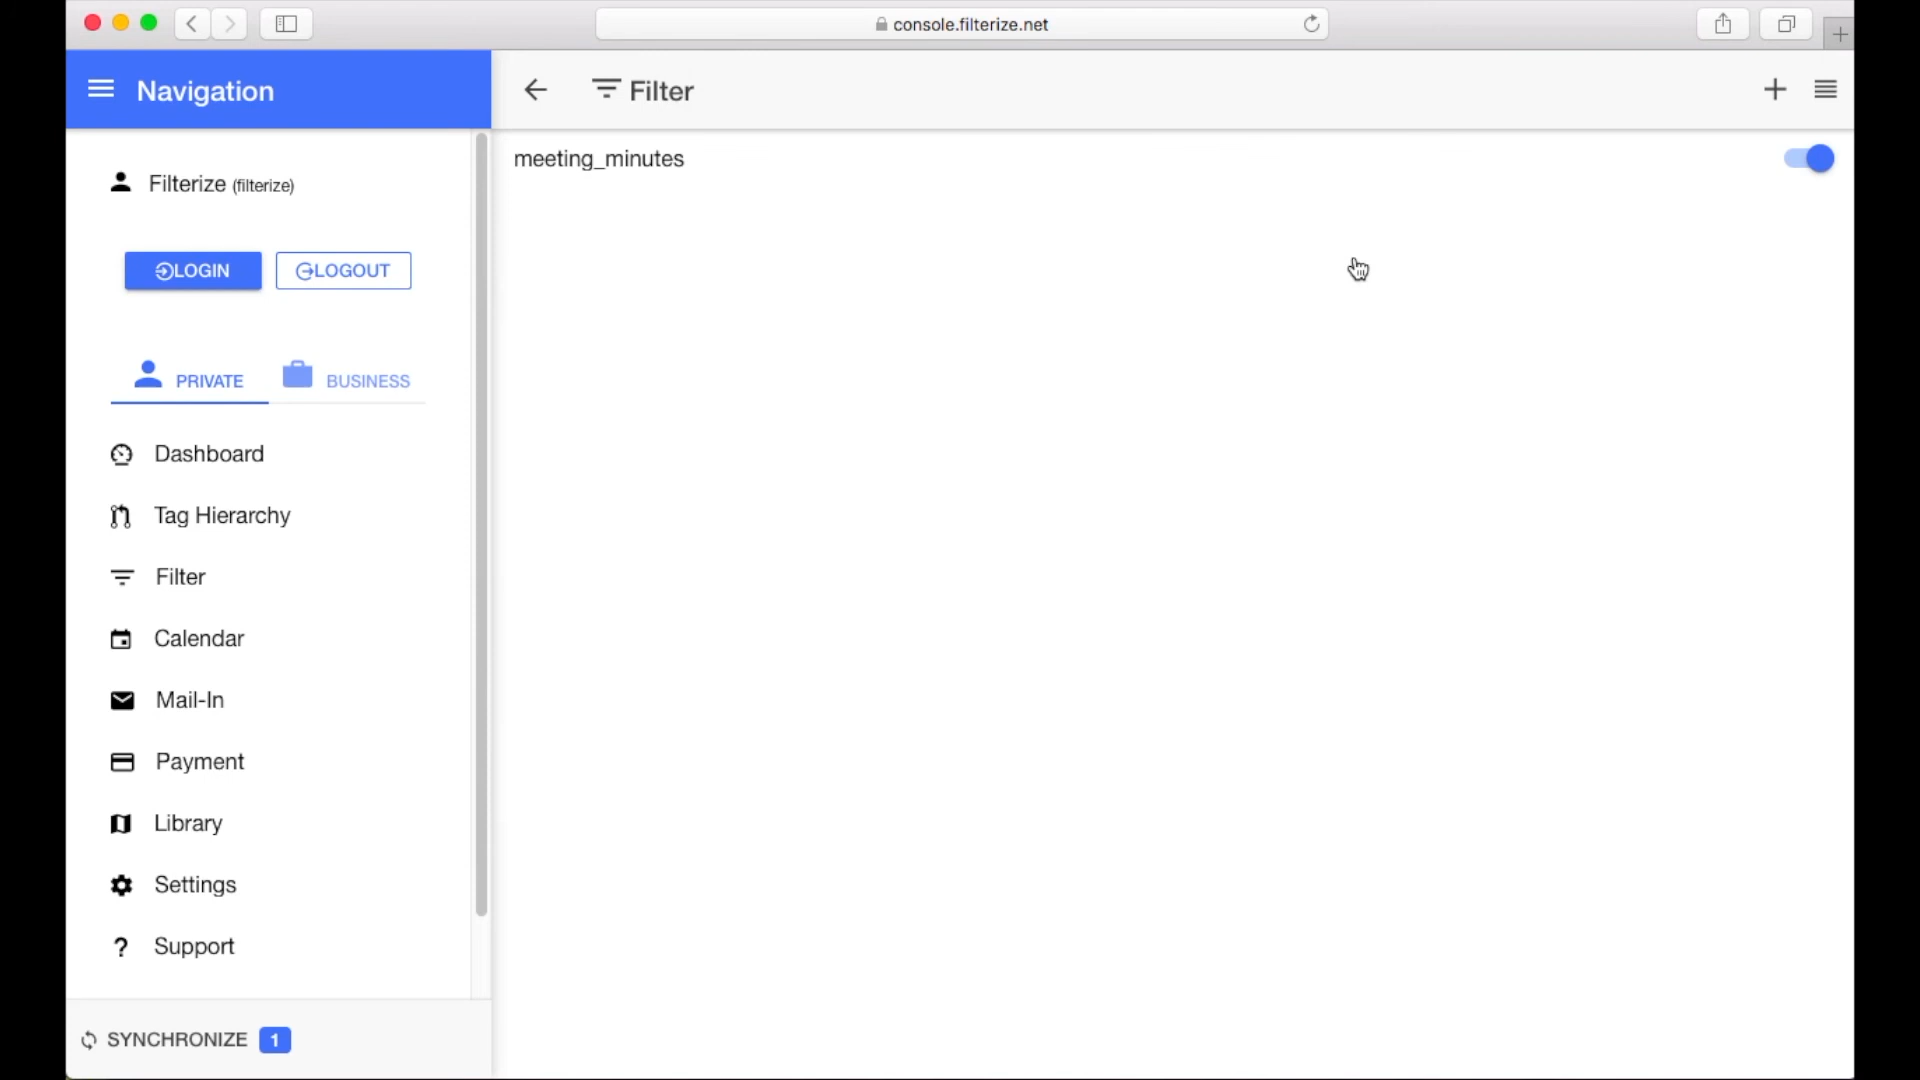 console.filterize.net
Navigation
Filter
meeting_minutes
Filterize (filterize)
LOGIN
LOGOUT
PRIVATE
BUSINESS
Dashboard
Tag Hierarchy
Filter
Calendar
Mail-In
Payment
Library
Settings
? Support
SYNCHRONIZE 1